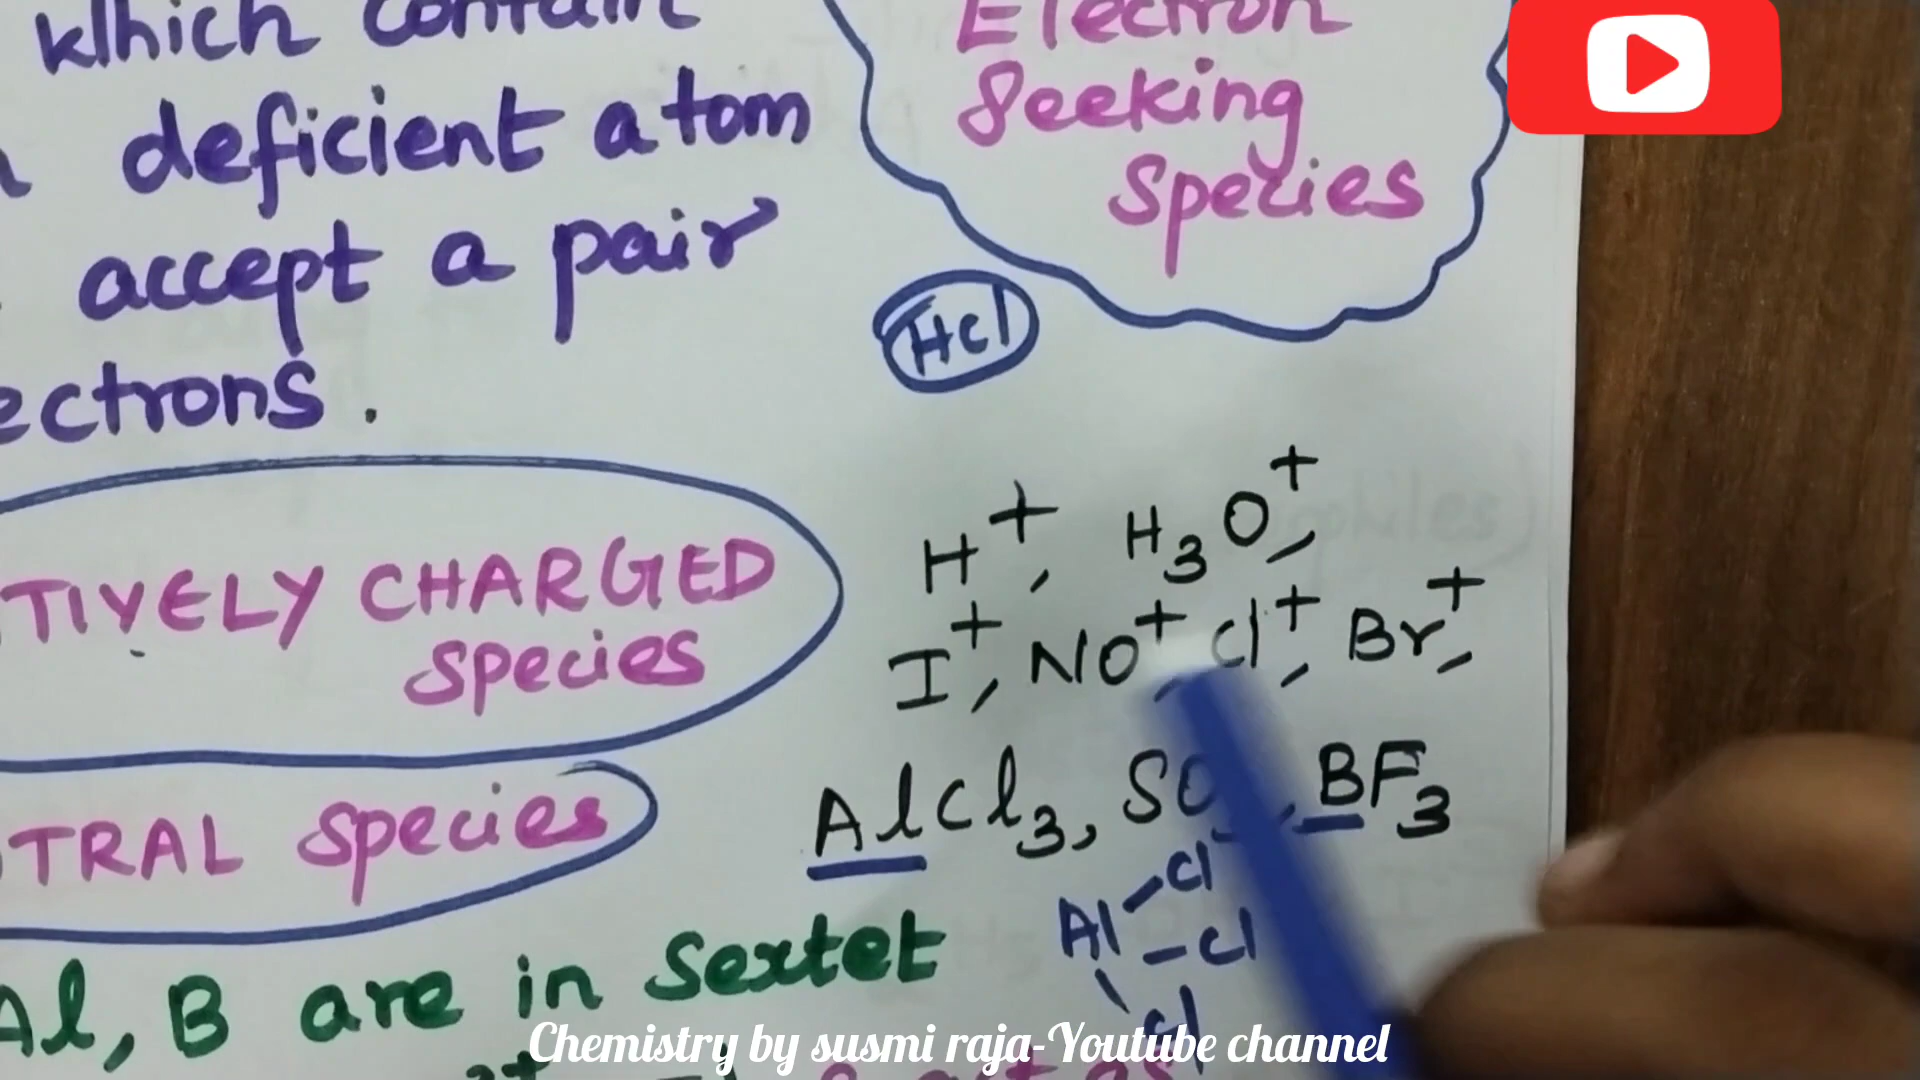 which contain
deficient atom
accept a pair
ectrons.
Electron
Seeking
Species
HCl
TIVELY CHARGED
Species
H⁺, H₃O⁺,
I⁺, NO⁺, Cl⁺, Br⁺,
TRAL Species
AlCl₃, SO , BF₃
Al, B are in Sextet
Cl
Al - Cl
Cl
Chemistry by susmi raja-Youtube channel